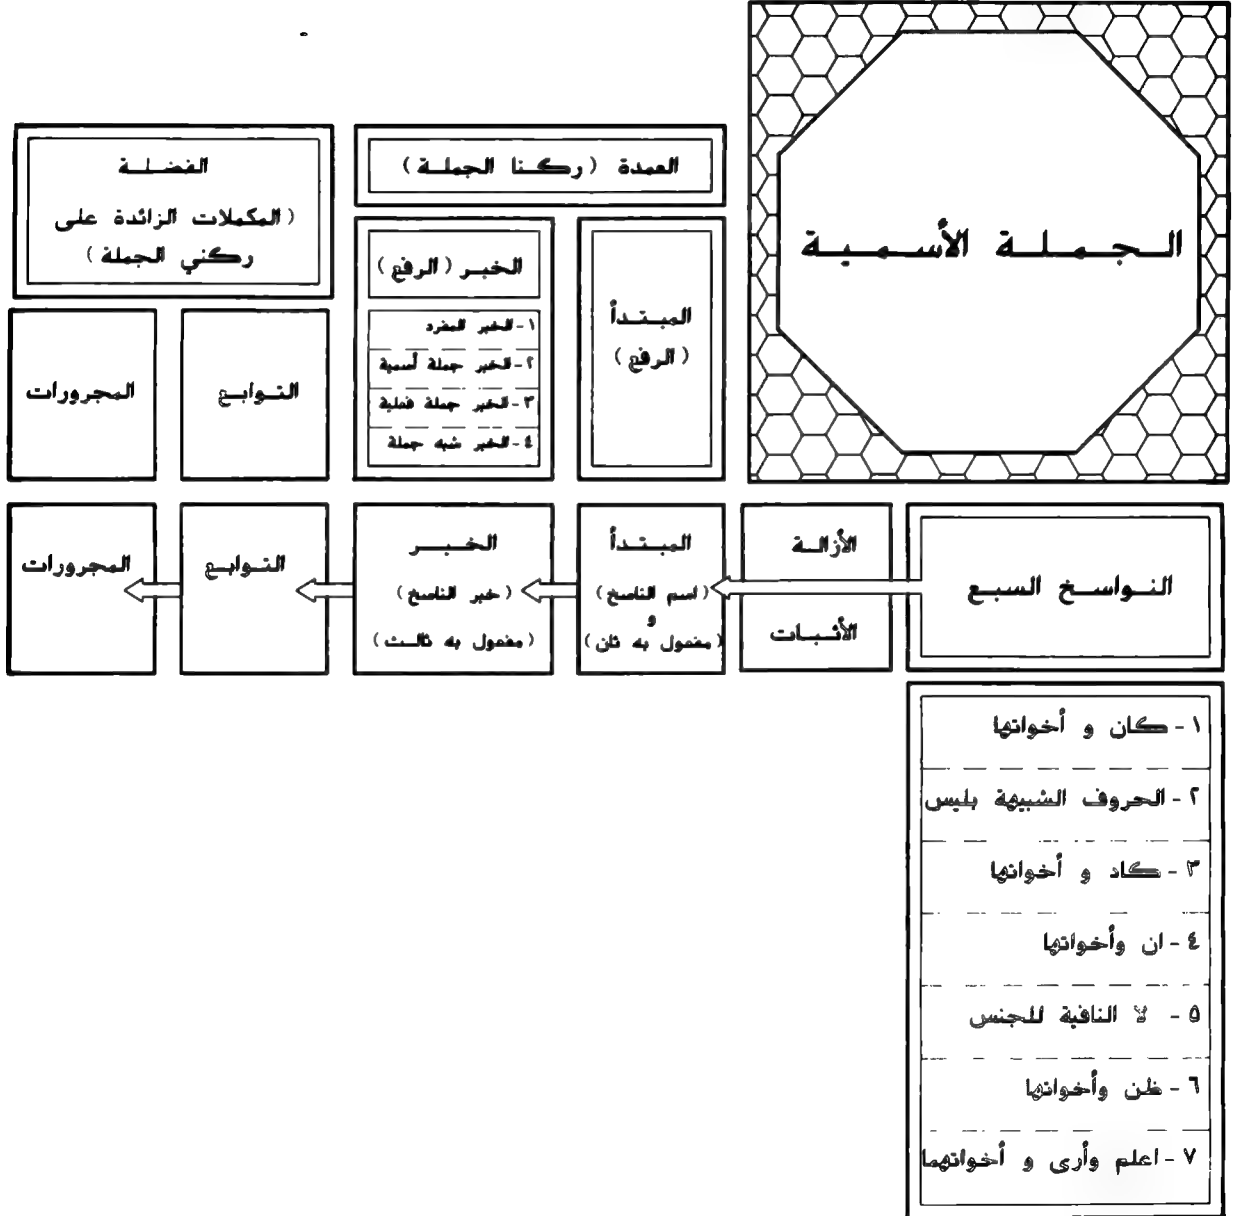 الجملة الأسمية
العمدة (ركنا الجملة)
المبتدأ
(الرفع)
الخبر (الرفع)
١- الخبر المفرد
٢- الخبر جملة أسمية
٣- الخبر جملة فعلية
٤- الخبر شبه جملة
الفضلة
(المكملات الزائدة على
ركني الجملة)
التوابع
المجرورات
النواسخ السبع
الأزالة
الأثبات
المبتدأ
(اسم الناسخ)
و
(مفعول به ثان)
الخبر
(خبر الناسخ)
(مفعول به ثالث)
التوابع
المجرورات
١- كان و أخواتها
٢- الحروف الشبيهة بليس
٣- كاد و أخواتها
٤- ان وأخواتها
٥- لا النافية للجنس
٦- ظن وأخواتها
٧- اعلم وأرى و أخواتهما